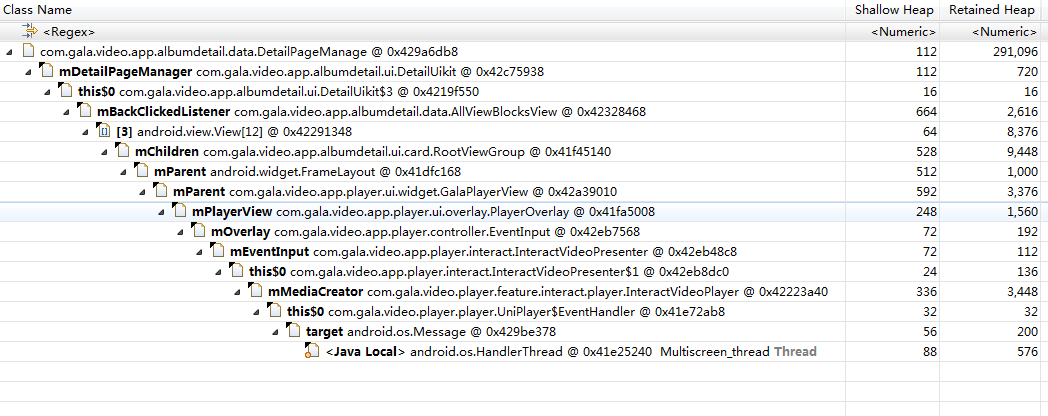 Class Name Shallow Heap Retained Heap
<Regex> <Numeric> <Numeric>
com.gala.video.app.albumdetail.data.DetailPageManage @ 0x429a6db8 112 291,096
mDetailPageManager com.gala.video.app.albumdetail.ui.DetailUikit @ 0x42c75938 112 720
this$0 com.gala.video.app.albumdetail.ui.DetailUikit$3 @ 0x4219f550 16 16
mBackClickedListener com.gala.video.app.albumdetail.data.AllViewBlocksView @ 0x42328468 664 2,616
[3] android.view.View[12] @ 0x42291348 64 8,376
mChildren com.gala.video.app.albumdetail.ui.card.RootViewGroup @ 0x41f45140 528 9,448
mParent android.widget.FrameLayout @ 0x41dfc168 512 1,000
mParent com.gala.video.app.player.ui.widget.GalaPlayerView @ 0x42a39010 592 3,376
mPlayerView com.gala.video.app.player.ui.overlay.PlayerOverlay @ 0x41fa5008 248 1,560
mOverlay com.gala.video.app.player.controller.EventInput @ 0x42eb7568 72 192
mEventInput com.gala.video.app.player.interact.InteractVideoPresenter @ 0x42eb48c8 72 112
this$0 com.gala.video.app.player.interact.InteractVideoPresenter$1 @ 0x42eb8dc0 24 136
mMediaCreator com.gala.video.player.feature.interact.player.InteractVideoPlayer @ 0x42223a40 336 3,448
this$0 com.gala.video.player.player.UniPlayer$EventHandler @ 0x41e72ab8 32 32
target android.os.Message @ 0x429be378 56 200
<Java Local> android.os.HandlerThread @ 0x41e25240 Multiscreen_thread Thread 88 576